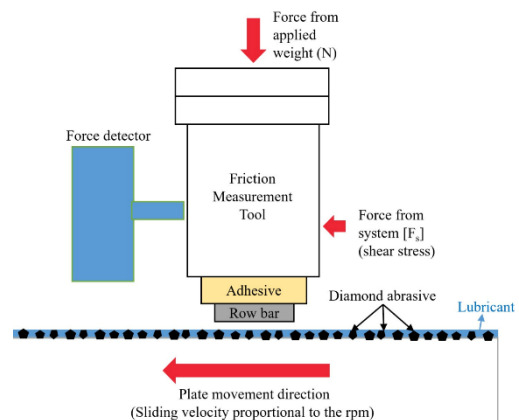 Force from
applied
weight (N)
Force detector
Friction
Measurement
Tool
Force from
system [Fs]
(shear stress)
Adhesive
Row bar
Diamond abrasive
Lubricant
Plate movement direction
(Sliding velocity proportional to the rpm)